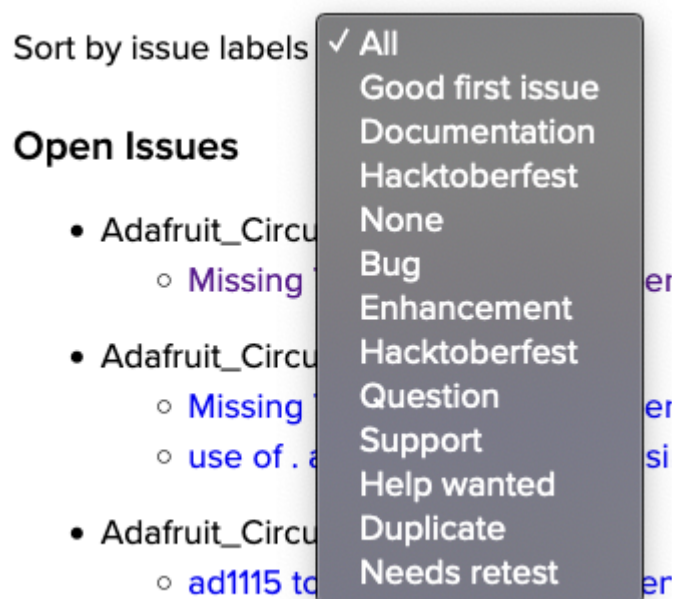 Sort by issue labels ✓ All
Good first issue
Documentation
Hacktoberfest
None
Bug
Enhancement
Hacktoberfest
Question
Support
Help wanted
Duplicate
Needs retest
Open Issues
• Adafruit_Circu
○ Missing
• Adafruit_Circu
○ Missing
○ use of .
• Adafruit_Circu
○ ad1115